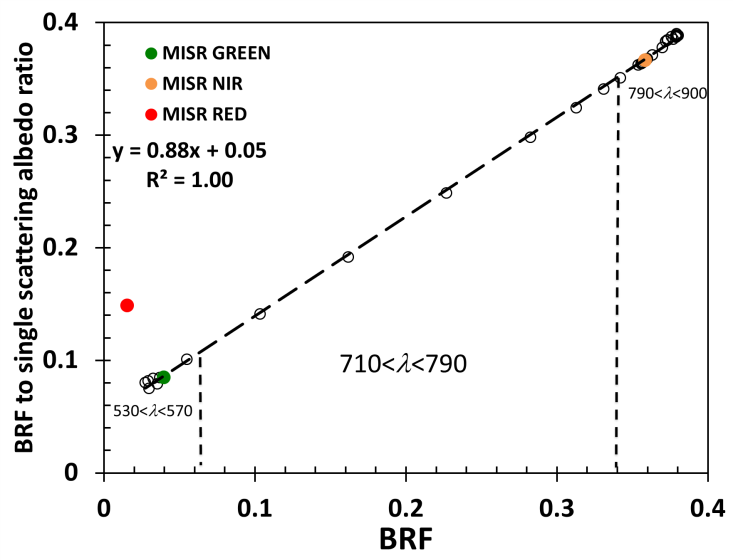 0.4
0.3
0.2
0.1
0
BRF to single scattering albedo ratio
MISR GREEN
MISR NIR
MISR RED
y = 0.88x + 0.05
R² = 1.00
790<λ<900
710<λ<790
530<λ<570
0 0.1 0.2 0.3 0.4
BRF